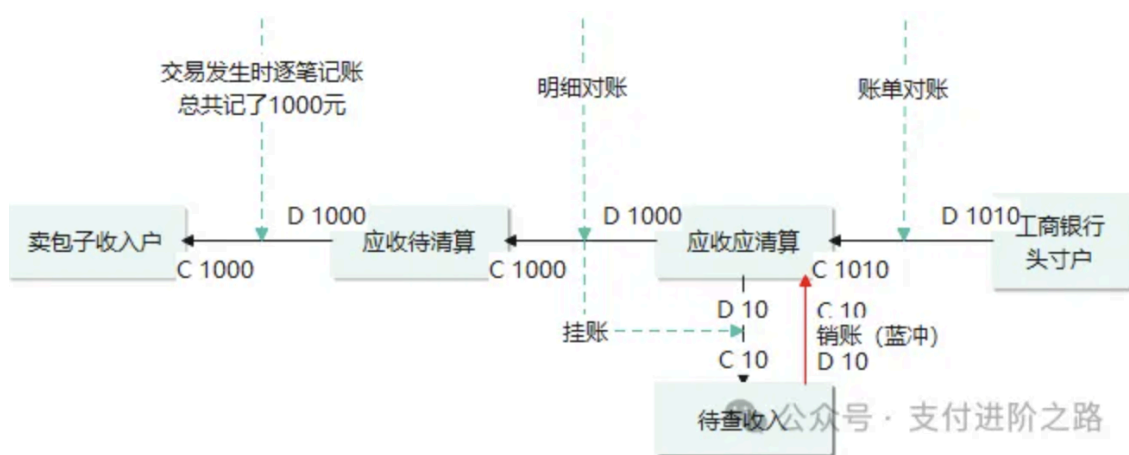 交易发生时逐笔记账
总共记了1000元
明细对账
账单对账
D 1000
D 1000
D 1010
卖包子收入户
应收待清算
应收应清算
工商银行
头寸户
C 1000
C 1000
C 1010
D 10
C 10
挂账
销账（蓝冲）
C 10
D 10
待查收入
公众号 · 支付进阶之路